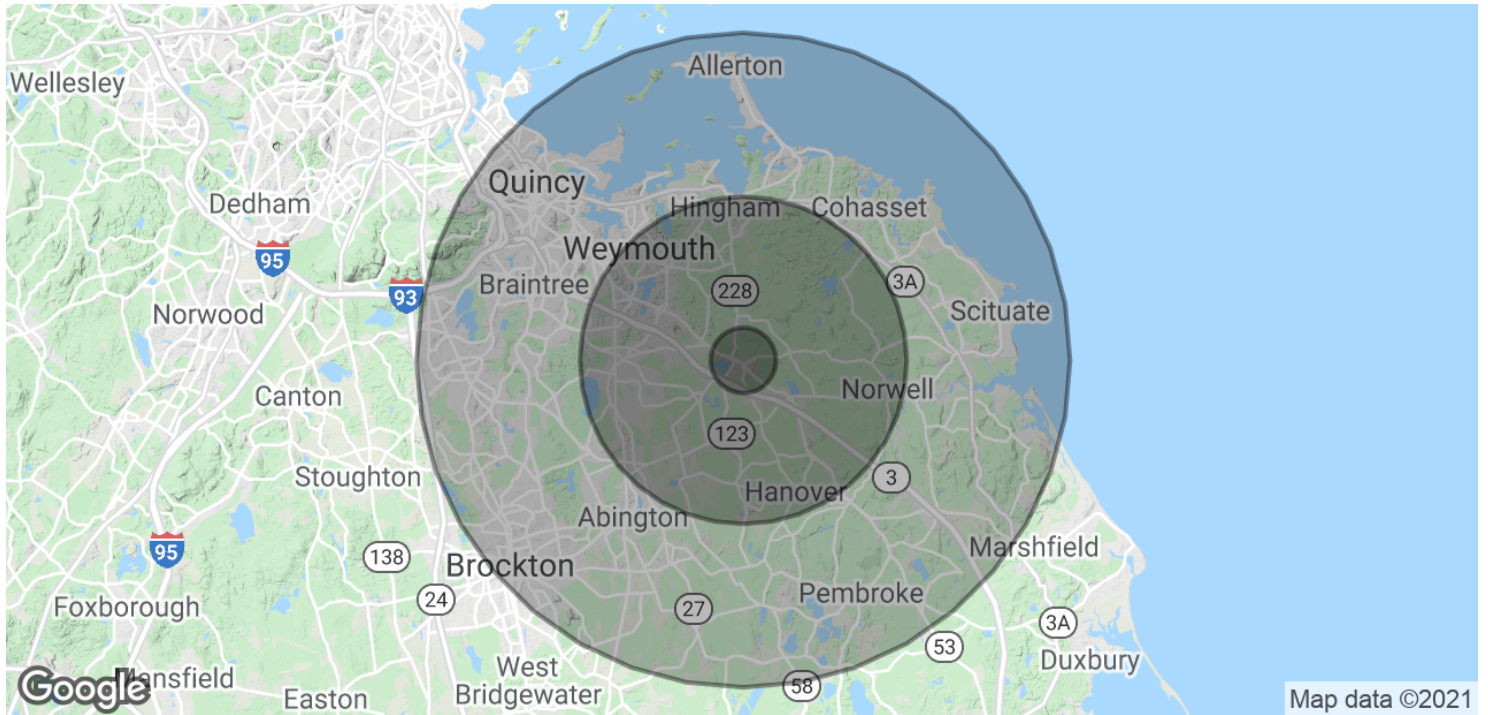 Allerton
Wellesley
Quincy
Dedham
Hingham
Cohasset
Weymouth
95
Braintree
228
3A
93
Norwood
Scituate
Canton
Norwell
123
Stoughton
3
Hanover
Abington
Marshfield
95
138
Brockton
Pembroke
24
27
Foxborough
3A
53
Duxbury
West
Bridgewater
Mansfield
58
Easton
Google
Map data ©2021